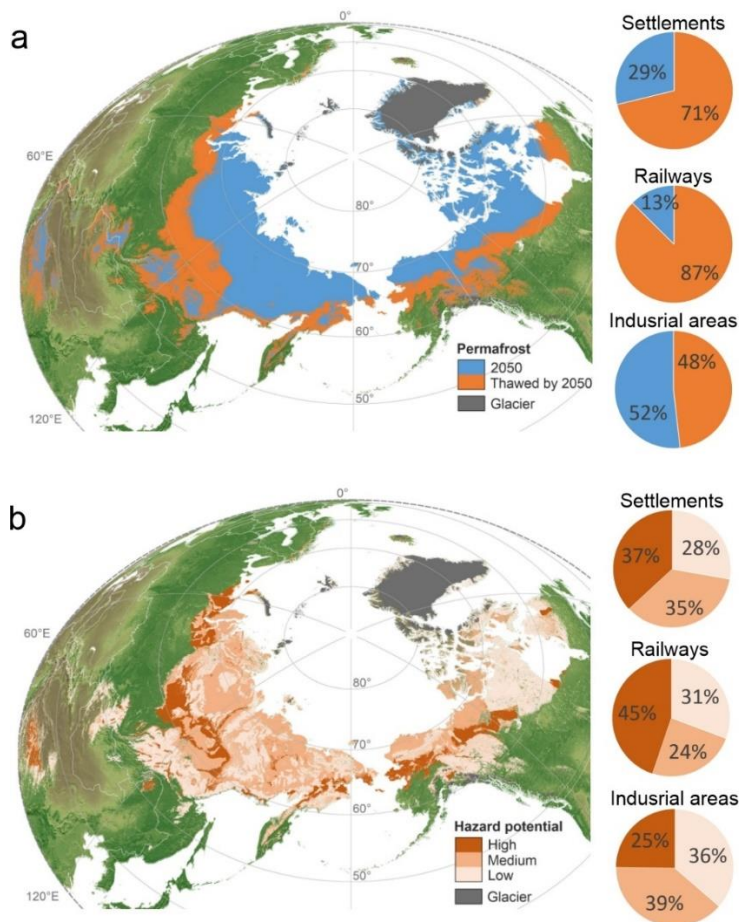 a
0°
60°E
80°
70°
60°
120°E
50°
Permafrost
2050
Thawed by 2050
Glacier
Settlements
29%
71%
Railways
13%
87%
Indusrial areas
48%
52%
b
0°
60°E
80°
70°
60°
120°E
50°
Hazard potential
High
Medium
Low
Glacier
Settlements
37%
28%
35%
Railways
45%
31%
24%
Indusrial areas
25%
36%
39%